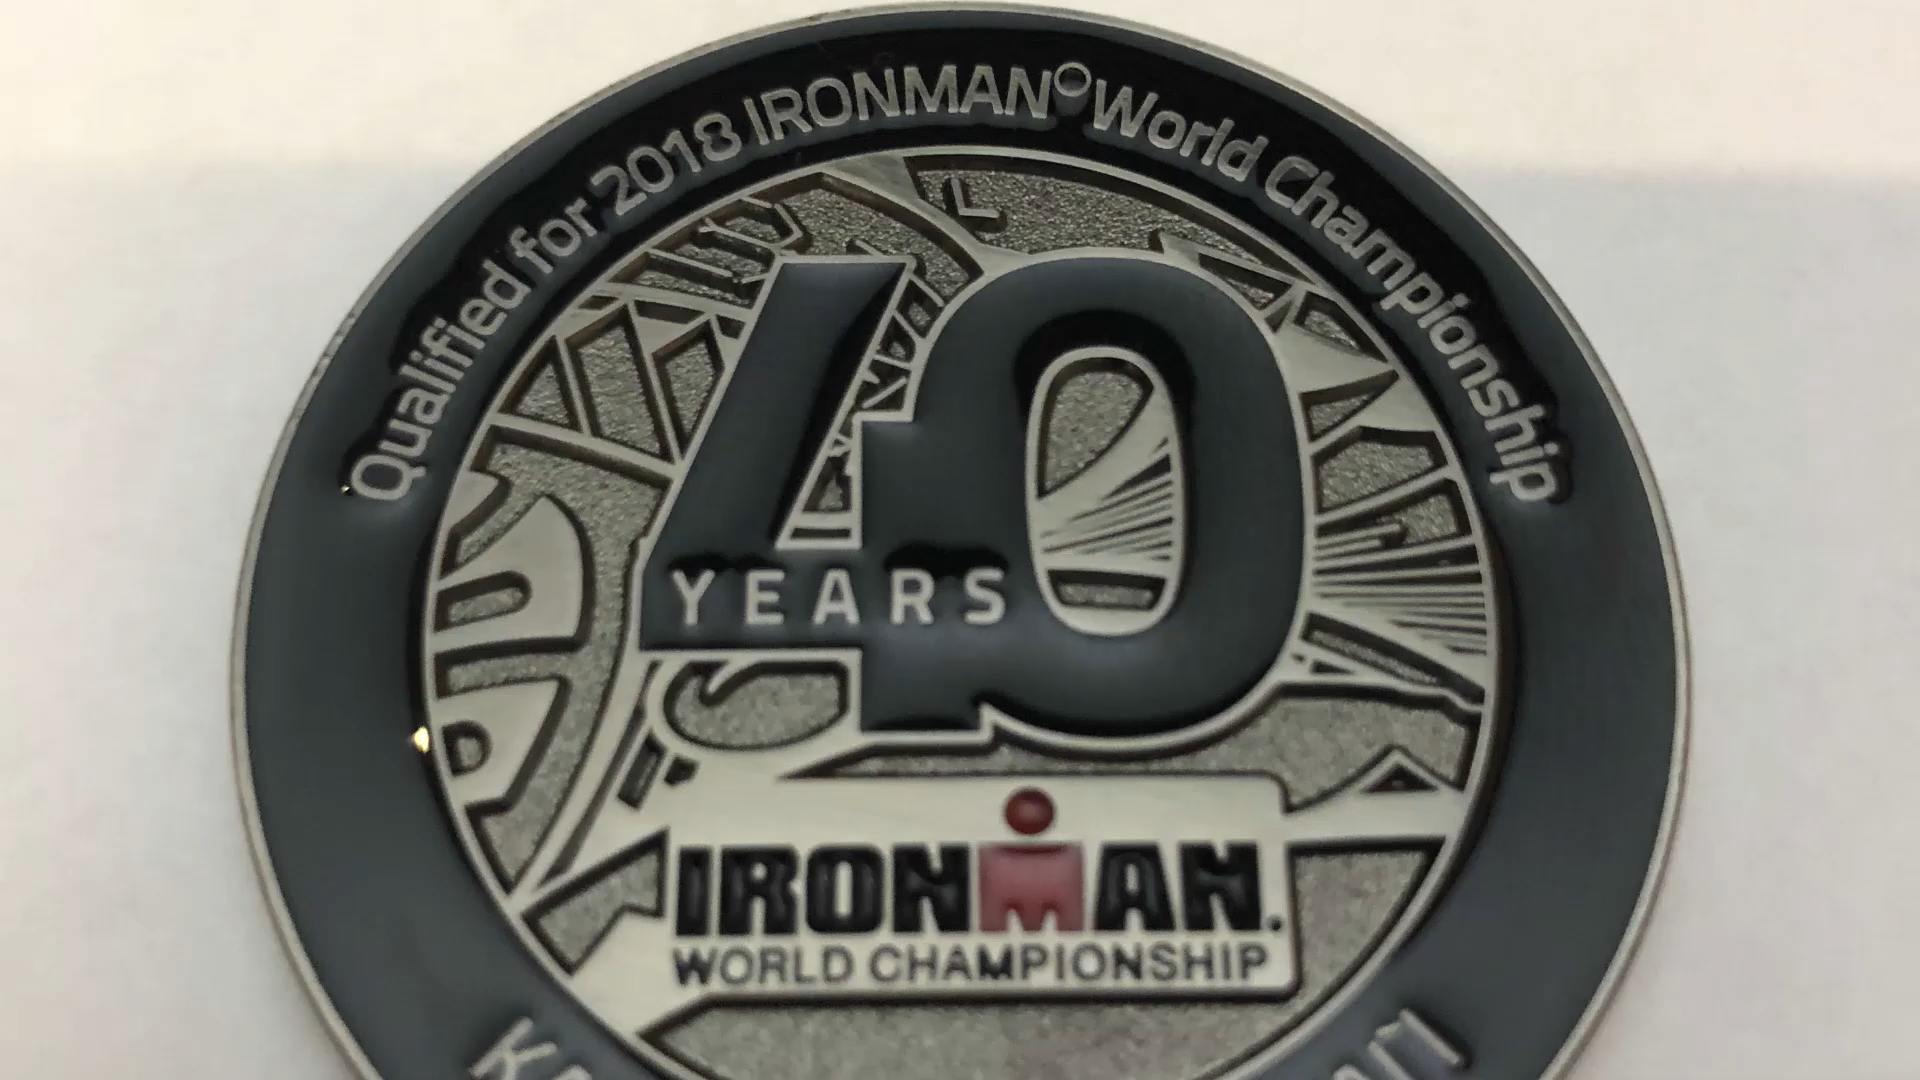 Qualified for 2018 IRONMAN® World Championship
40
YEARS
IRONMAN
WORLD CHAMPIONSHIP